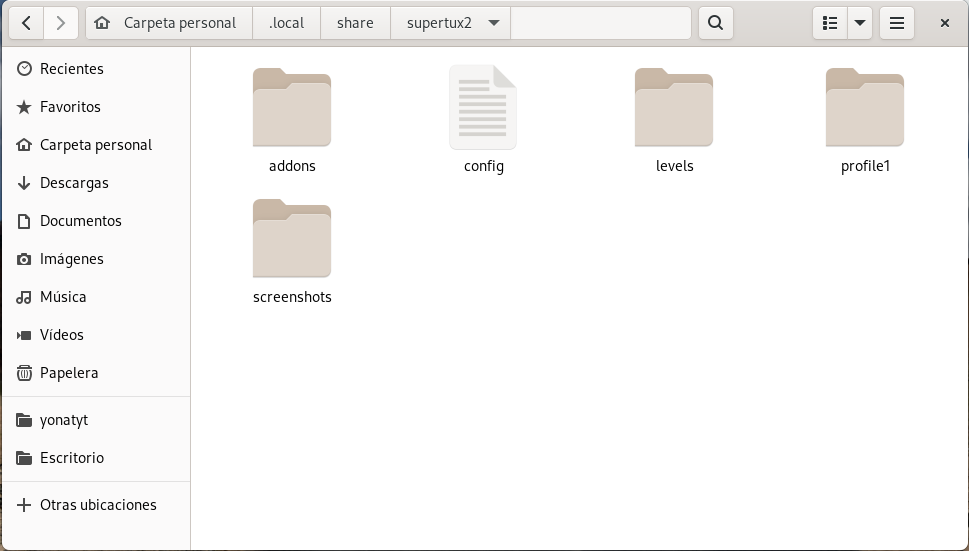 Carpeta personal
.local
share
supertux2
Recientes
Favoritos
Carpeta personal
Descargas
Documentos
Imágenes
Música
Vídeos
Papelera
yonatyt
Escritorio
Otras ubicaciones
addons
config
levels
profile1
screenshots